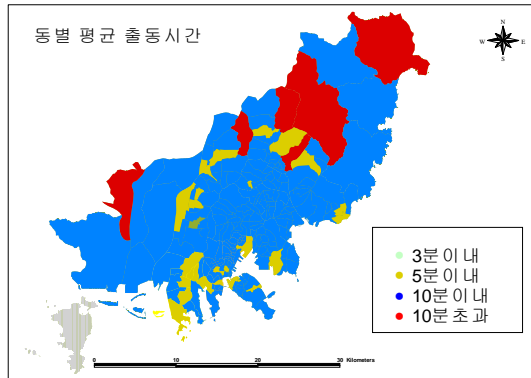 동별 평균 출동시간
N
W E
S
3분이내
5분이내
10분이내
10분초과
0 10 20 30 Kilometers